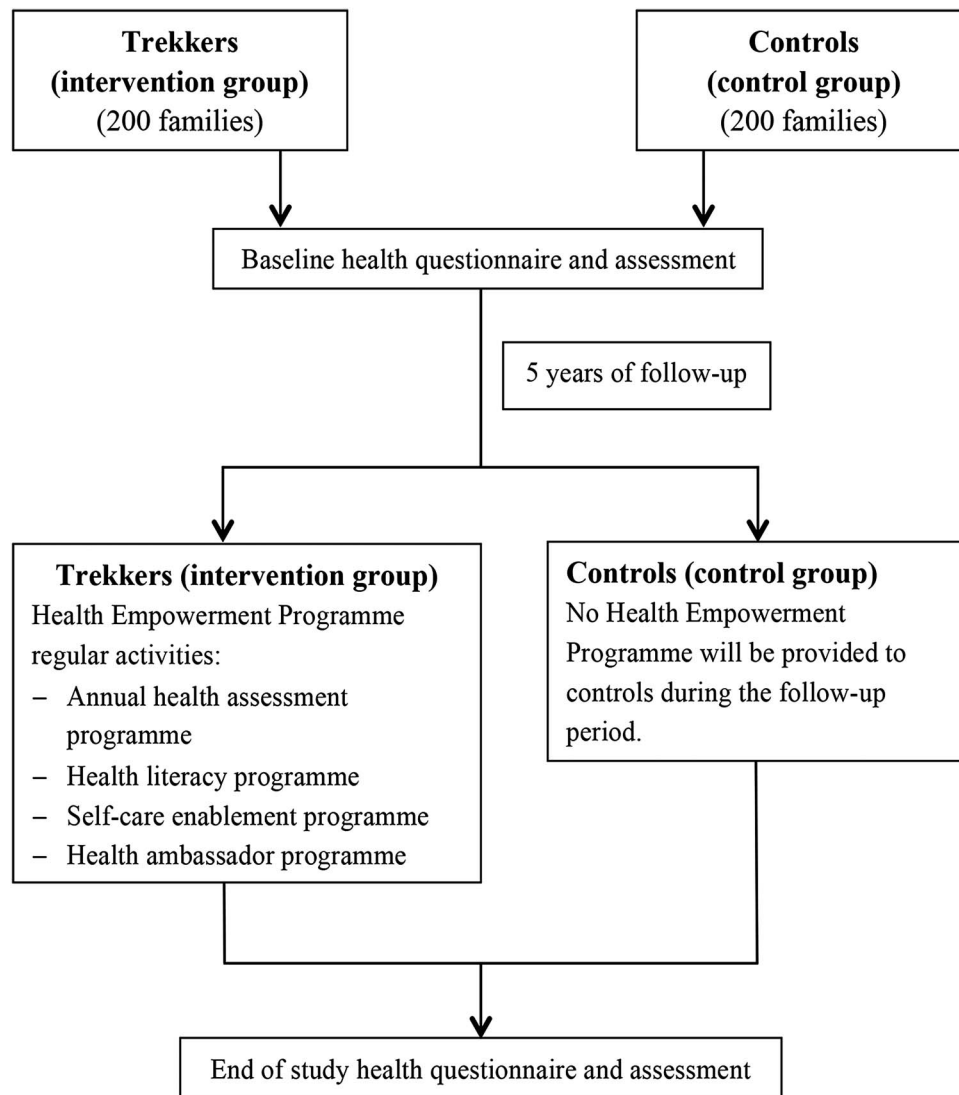 Trekkers
(intervention group)
(200 families)
Controls
(control group)
(200 families)
Baseline health questionnaire and assessment
5 years of follow-up
Trekkers (intervention group)
Health Empowerment Programme
regular activities:
– Annual health assessment
programme
– Health literacy programme
– Self-care enablement programme
– Health ambassador programme
Controls (control group)
No Health Empowerment
Programme will be provided to
controls during the follow-up
period.
End of study health questionnaire and assessment